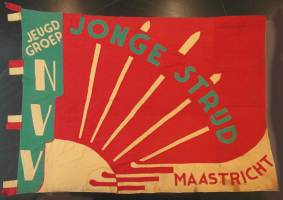 JEUGD
GROEP
NVV
JONGE STRIJD
MAASTRICHT